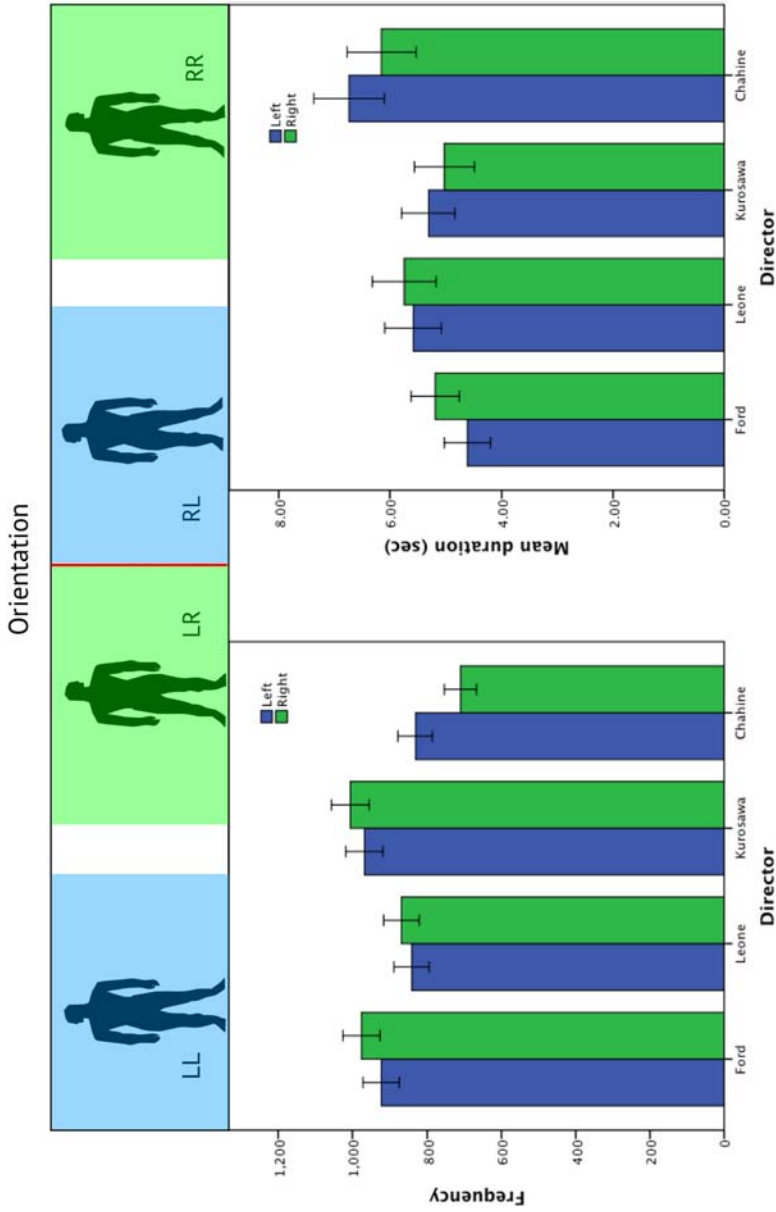 Orientation
LL
LR
RL
RR
Left
Right
Frequency
1,200
1,000
800
600
400
200
0
Ford
Leone
Kurosawa
Chahine
Director
Left
Right
Mean duration (sec)
8.00
6.00
4.00
2.00
0.00
Ford
Leone
Kurosawa
Chahine
Director